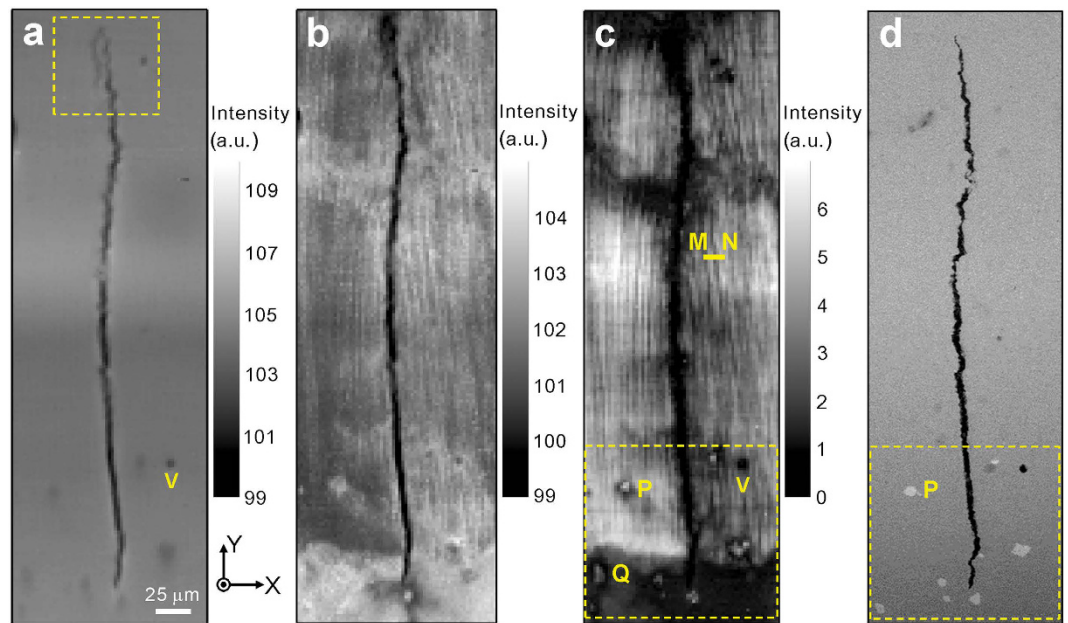 a
b
c
d
Intensity
(a.u.)
109
107
105
103
101
99
V
Y
X
25 µm
Intensity
(a.u.)
104
103
102
101
100
99
M N
P
V
Q
Intensity
(a.u.)
6
5
4
3
2
1
0
P